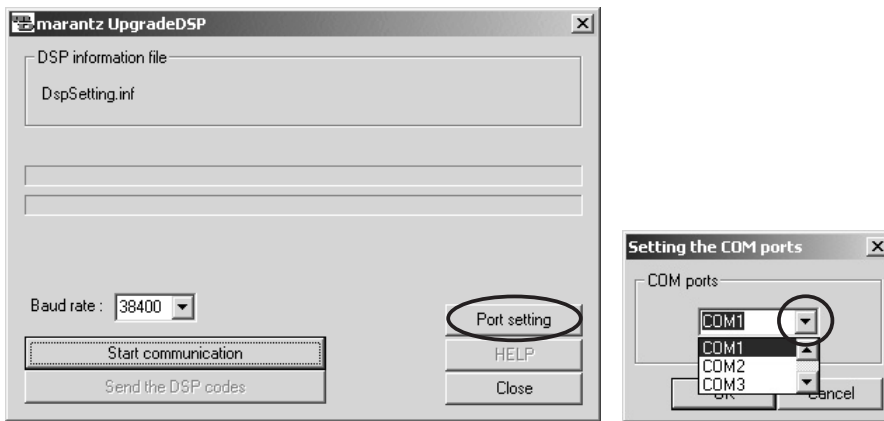 marantz UpgradeDSP
DSP information file
DspSetting.inf
Baud rate :
38400
Port setting
Start communication
HELP
Send the DSP codes
Close
Setting the COM ports
COM ports
COM1
COM1
COM2
COM3
OK
Cancel